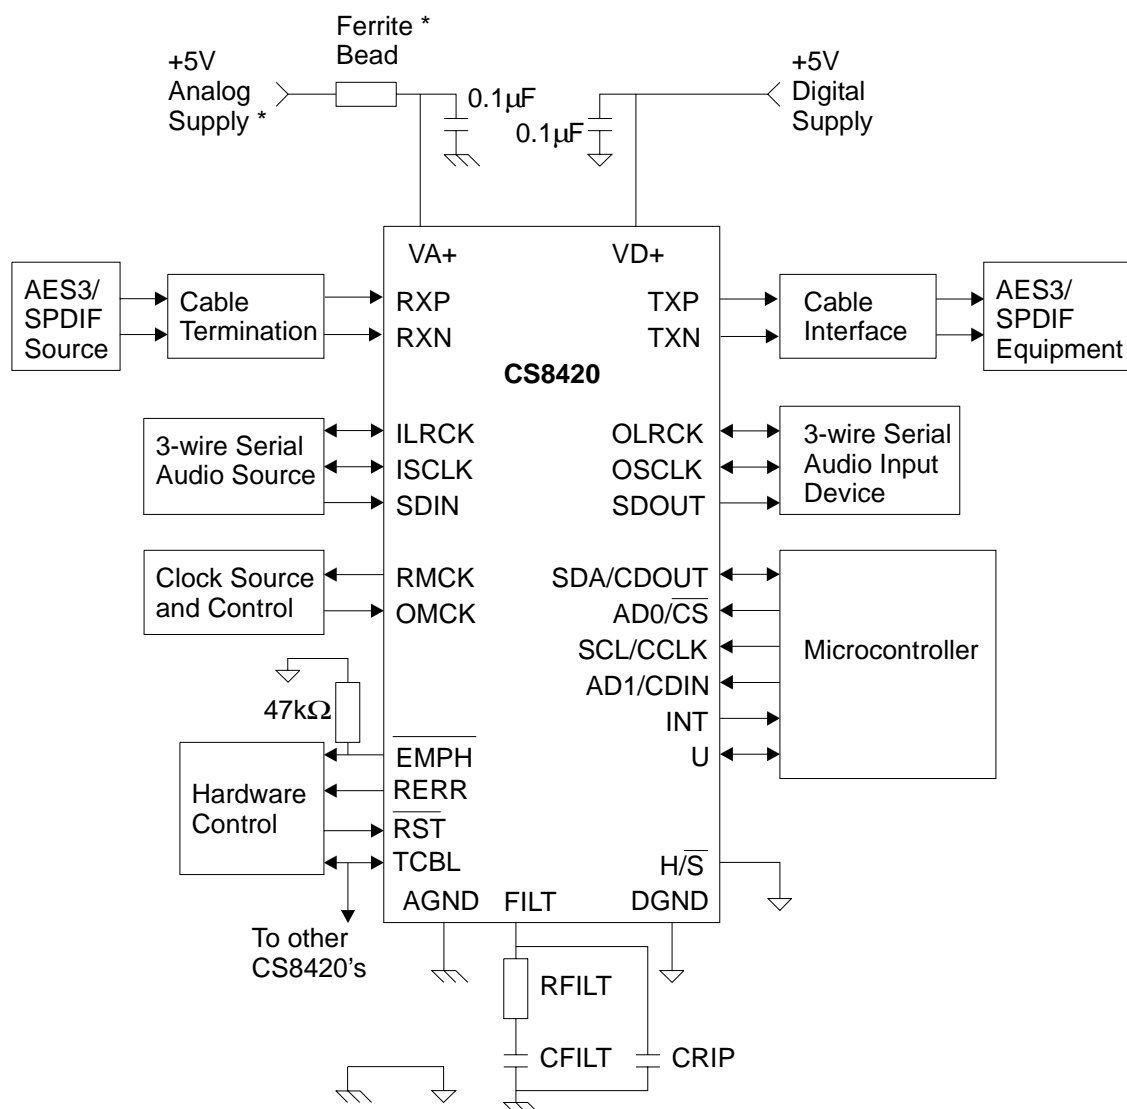 Ferrite *
Bead
+5V
Analog
Supply *
0.1μF
0.1μF
+5V
Digital
Supply
VA+
VD+
AES3/
SPDIF
Source
Cable
Termination
RXP
RXN
TXP
TXN
Cable
Interface
AES3/
SPDIF
Equipment
CS8420
3-wire Serial
Audio Source
ILRCK
ISCLK
SDIN
OLRCK
OSCLK
SDOUT
3-wire Serial
Audio Input
Device
Clock Source
and Control
RMCK
OMCK
SDA/CDOUT
AD0/C̅S̅
SCL/CCLK
AD1/CDIN
INT
U
Microcontroller
47kΩ
Hardware
Control
E̅M̅P̅H̅
RERR
R̅S̅T̅
TCBL
H/S̅
AGND
FILT
DGND
To other
CS8420's
RFILT
CFILT
CRIP